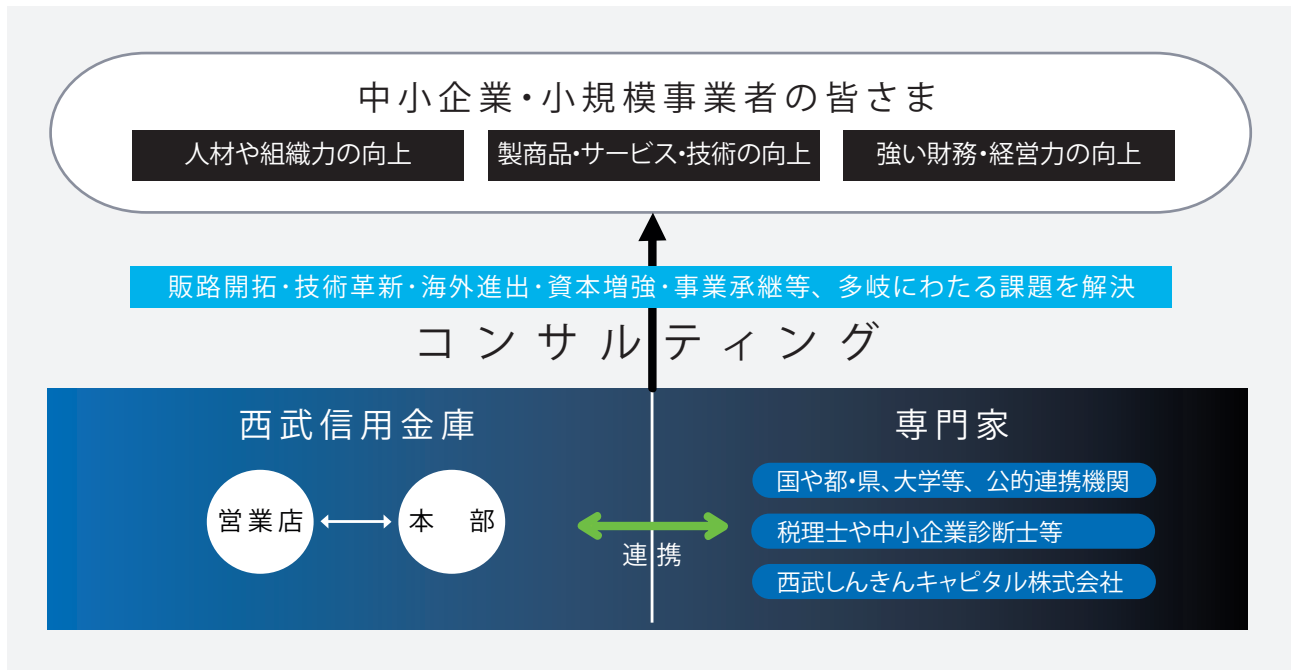 中小企業・小規模事業者の皆さま
人材や組織力の向上
製商品・サービス・技術の向上
強い財務・経営力の向上
販路開拓・技術革新・海外進出・資本増強・事業承継等、多岐にわたる課題を解決
コンサルティング
西武信用金庫
営業店
本　部
連携
専門家
国や都・県、大学等、公的連携機関
税理士や中小企業診断士等
西武しんきんキャピタル株式会社